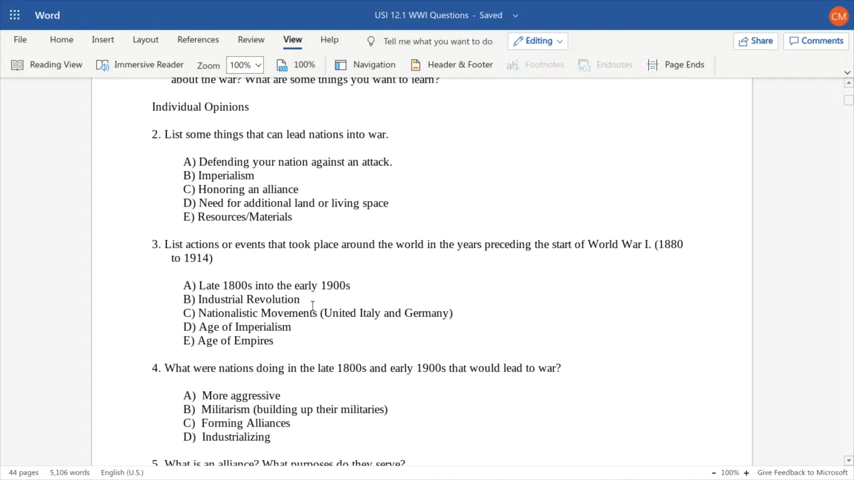 Word
USI 12.1 WWI Questions - Saved
CM
File Home Insert Layout References Review View Help Tell me what you want to do Editing Share Comments
Reading View Immersive Reader Zoom 100% 100% Navigation Header & Footer Footnotes Endnotes Page Ends
about the war? What are some things you want to learn?
Individual Opinions
2. List some things that can lead nations into war.
A) Defending your nation against an attack.
B) Imperialism
C) Honoring an alliance
D) Need for additional land or living space
E) Resources/Materials
3. List actions or events that took place around the world in the years preceding the start of World War I. (1880
to 1914)
A) Late 1800s into the early 1900s
B) Industrial Revolution
C) Nationalistic Movements (United Italy and Germany)
D) Age of Imperialism
E) Age of Empires
4. What were nations doing in the late 1800s and early 1900s that would lead to war?
A) More aggressive
B) Militarism (building up their militaries)
C) Forming Alliances
D) Industrializing
5. What is an alliance? What purposes do they serve?
44 pages 5,106 words English (U.S.) - 100% + Give Feedback to Microsoft